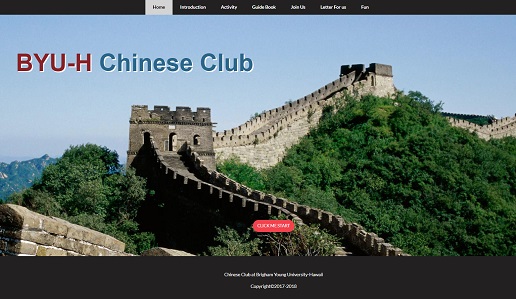 Home Introduction Activity Guide Book Join Us Letter For us Fun
BYU-H Chinese Club
CLICK ME START
Chinese Club at Brigham Young University-Hawaii
Copyright©2017-2018